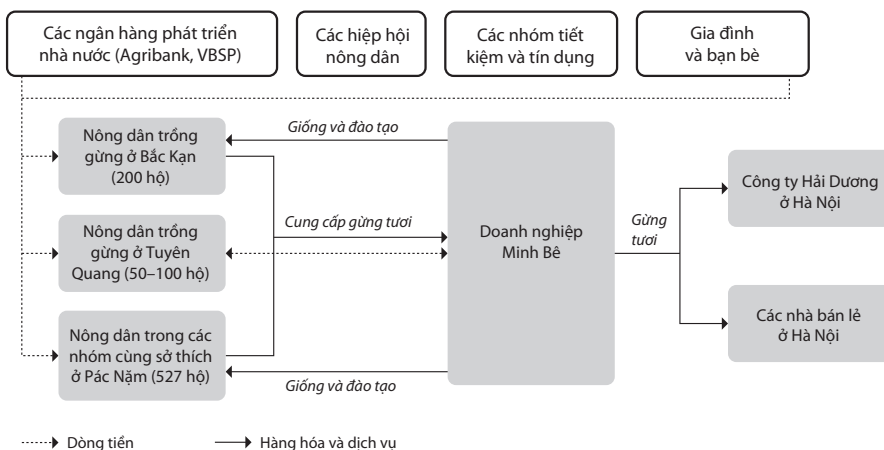 Các ngân hàng phát triển
nhà nước (Agribank, VBSP)
Các hiệp hội
nông dân
Các nhóm tiết
kiệm và tín dụng
Gia đình
và bạn bè
Nông dân trồng
gừng ở Bắc Kạn
(200 hộ)
Giống và đào tạo
Nông dân trồng
gừng ở Tuyên
Quang (50–100 hộ)
Cung cấp gừng tươi
Nông dân trong các
nhóm cùng sở thích
ở Pác Nặm (527 hộ)
Giống và đào tạo
Doanh nghiệp
Minh Bê
Gừng
tươi
Công ty Hải Dương
ở Hà Nội
Các nhà bán lẻ
ở Hà Nội
Dòng tiền
Hàng hóa và dịch vụ